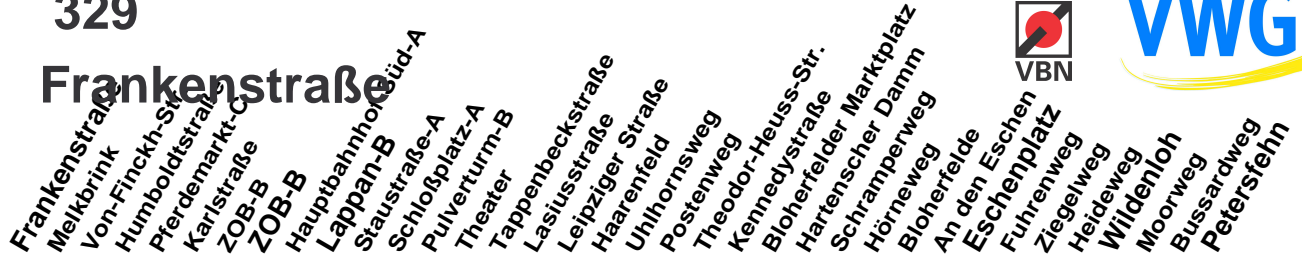 329
Frankenstraße
VBN
VWG
Frankenstraße
Melkbrink
Von-Finckh-Str.
Humboldtstraße
Pferdemarkt-C
Karlstraße
ZOB-B
ZOB-B
Hauptbahnhof Süd-A
Lappan-B
Staustraße-A
Schloßplatz-A
Pulverturm-B
Theater
Tappenbeckstraße
Lasiusstraße
Leipziger Straße
Haarenfeld
Uhlhornsweg
Postenweg
Theodor-Heuss-Str.
Kennedystraße
Bloherfelder Marktplatz
Hartenscher Damm
Schramperweg
Hörneweg
Bloherfelde
An den Eschen
Eschenplatz
Fuhrenweg
Ziegelweg
Heideweg
Wildenloh
Moorweg
Bussardweg
Petersfehn